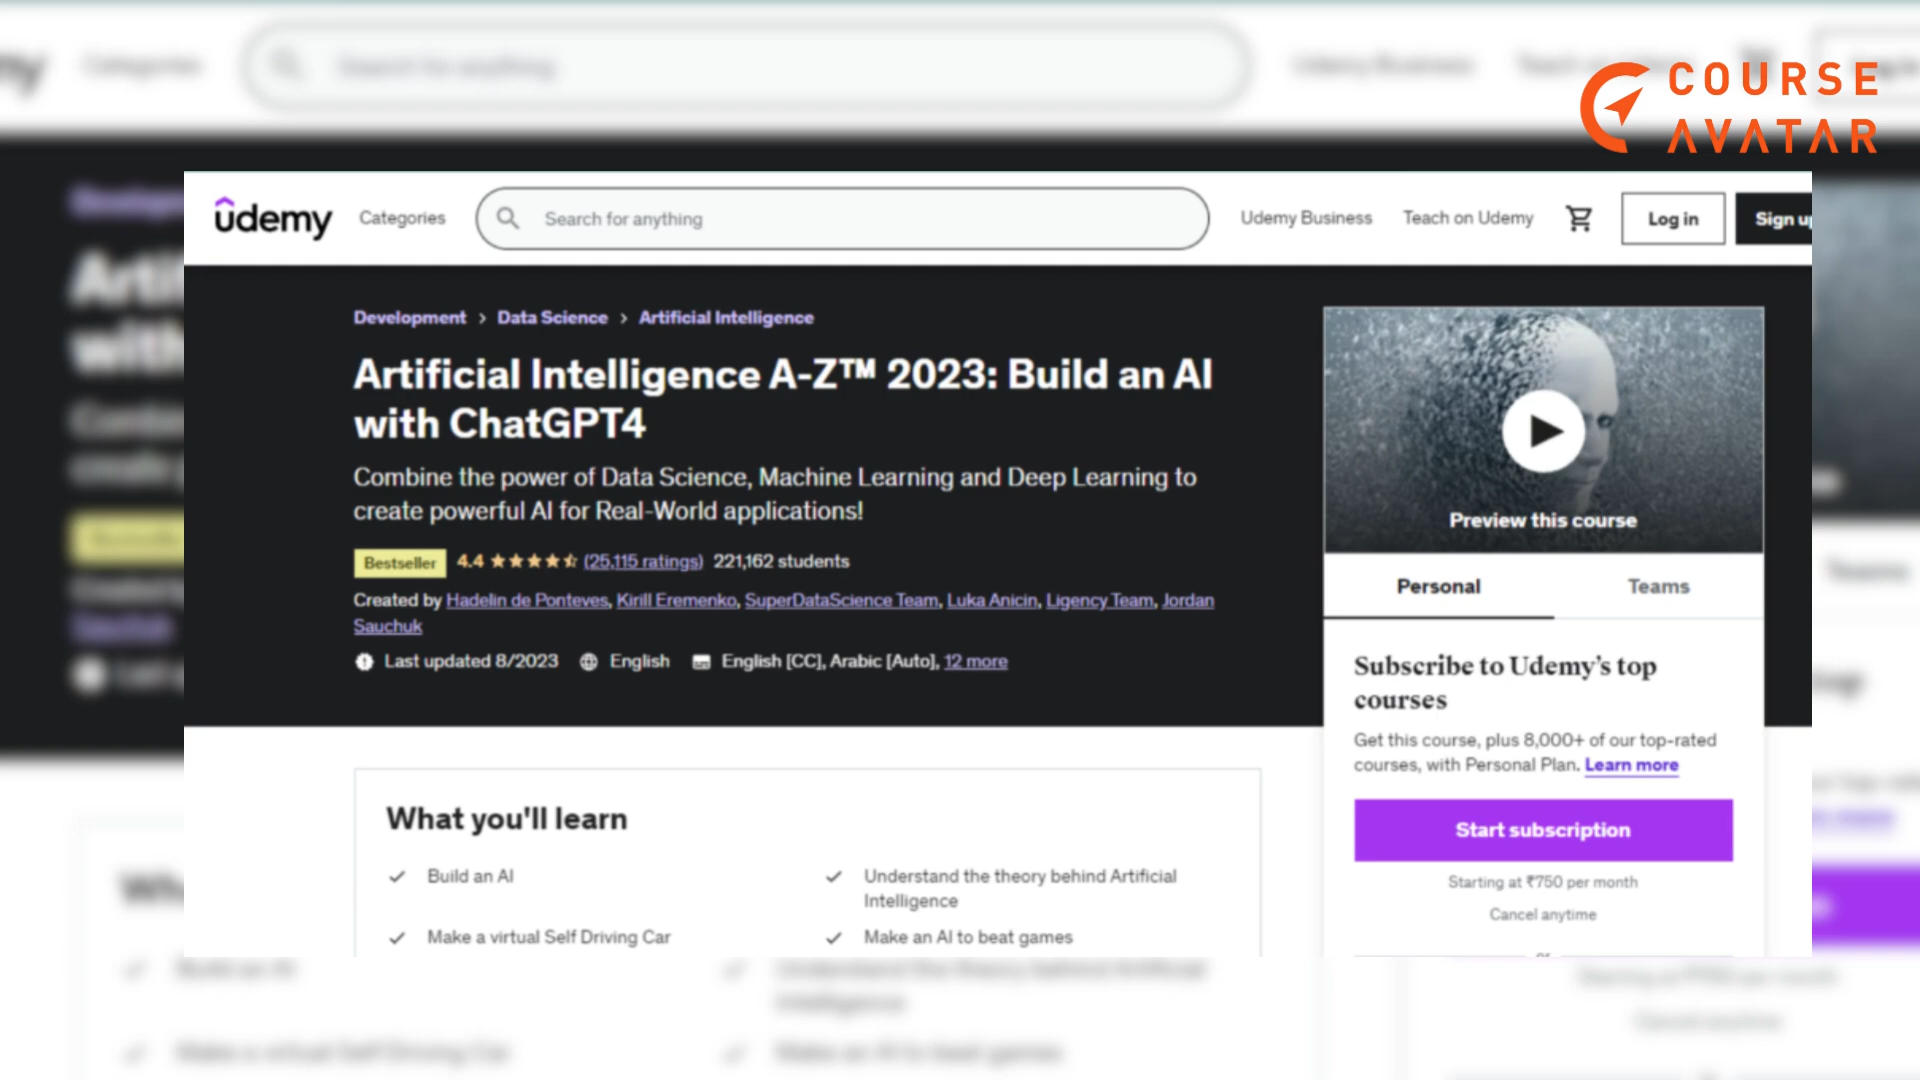 COURSE
AVATAR
udemy
Categories
Search for anything
Udemy Business
Teach on Udemy
Log in
Sign up
Development > Data Science > Artificial Intelligence
Artificial Intelligence A-Z™ 2023: Build an AI
with ChatGPT4
Combine the power of Data Science, Machine Learning and Deep Learning to
create powerful AI for Real-World applications!
Bestseller 4.4 (25,115 ratings) 221,162 students
Created by Hadelin de Ponteves, Kirill Eremenko, SuperDataScience Team, Luka Anicin, Ligency Team, Jordan
Sauchuk
Last updated 8/2023 English English [CC], Arabic [Auto], 12 more
Preview this course
Personal
Teams
Subscribe to Udemy's top
courses
Get this course, plus 8,000+ of our top-rated
courses, with Personal Plan. Learn more
Start subscription
Starting at ₹750 per month
Cancel anytime
What you'll learn
Build an AI
Understand the theory behind Artificial
Intelligence
Make a virtual Self Driving Car
Make an AI to beat games